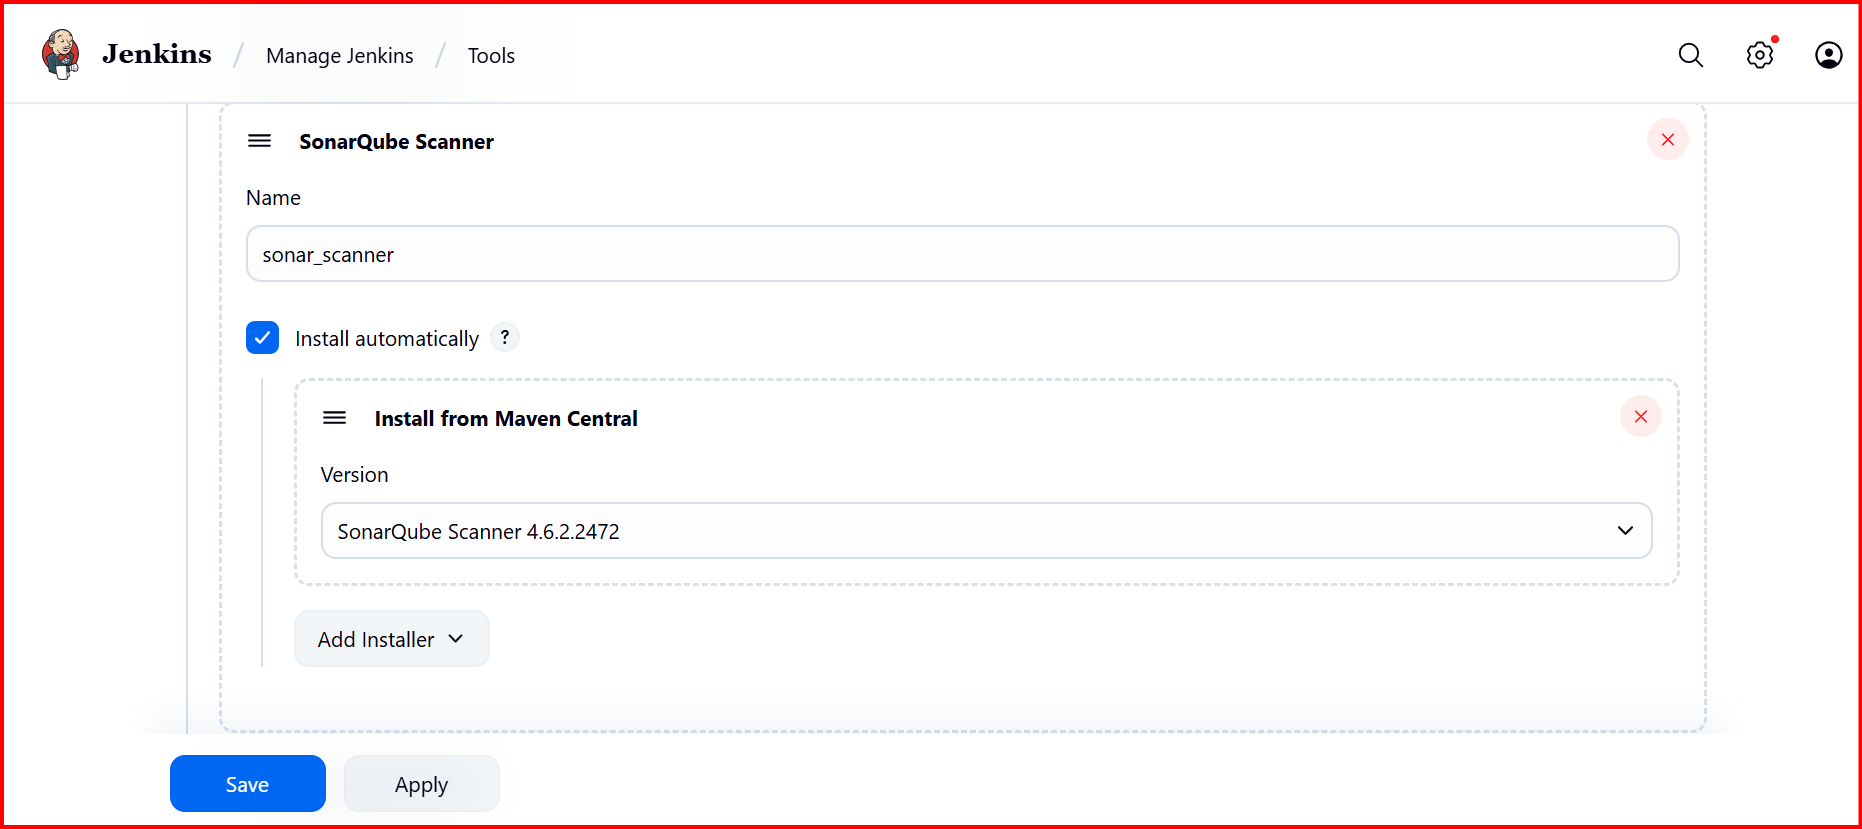 Jenkins / Manage Jenkins / Tools
SonarQube Scanner
Name
sonar_scanner
Install automatically ?
Install from Maven Central
Version
SonarQube Scanner 4.6.2.2472
Add Installer
Save Apply